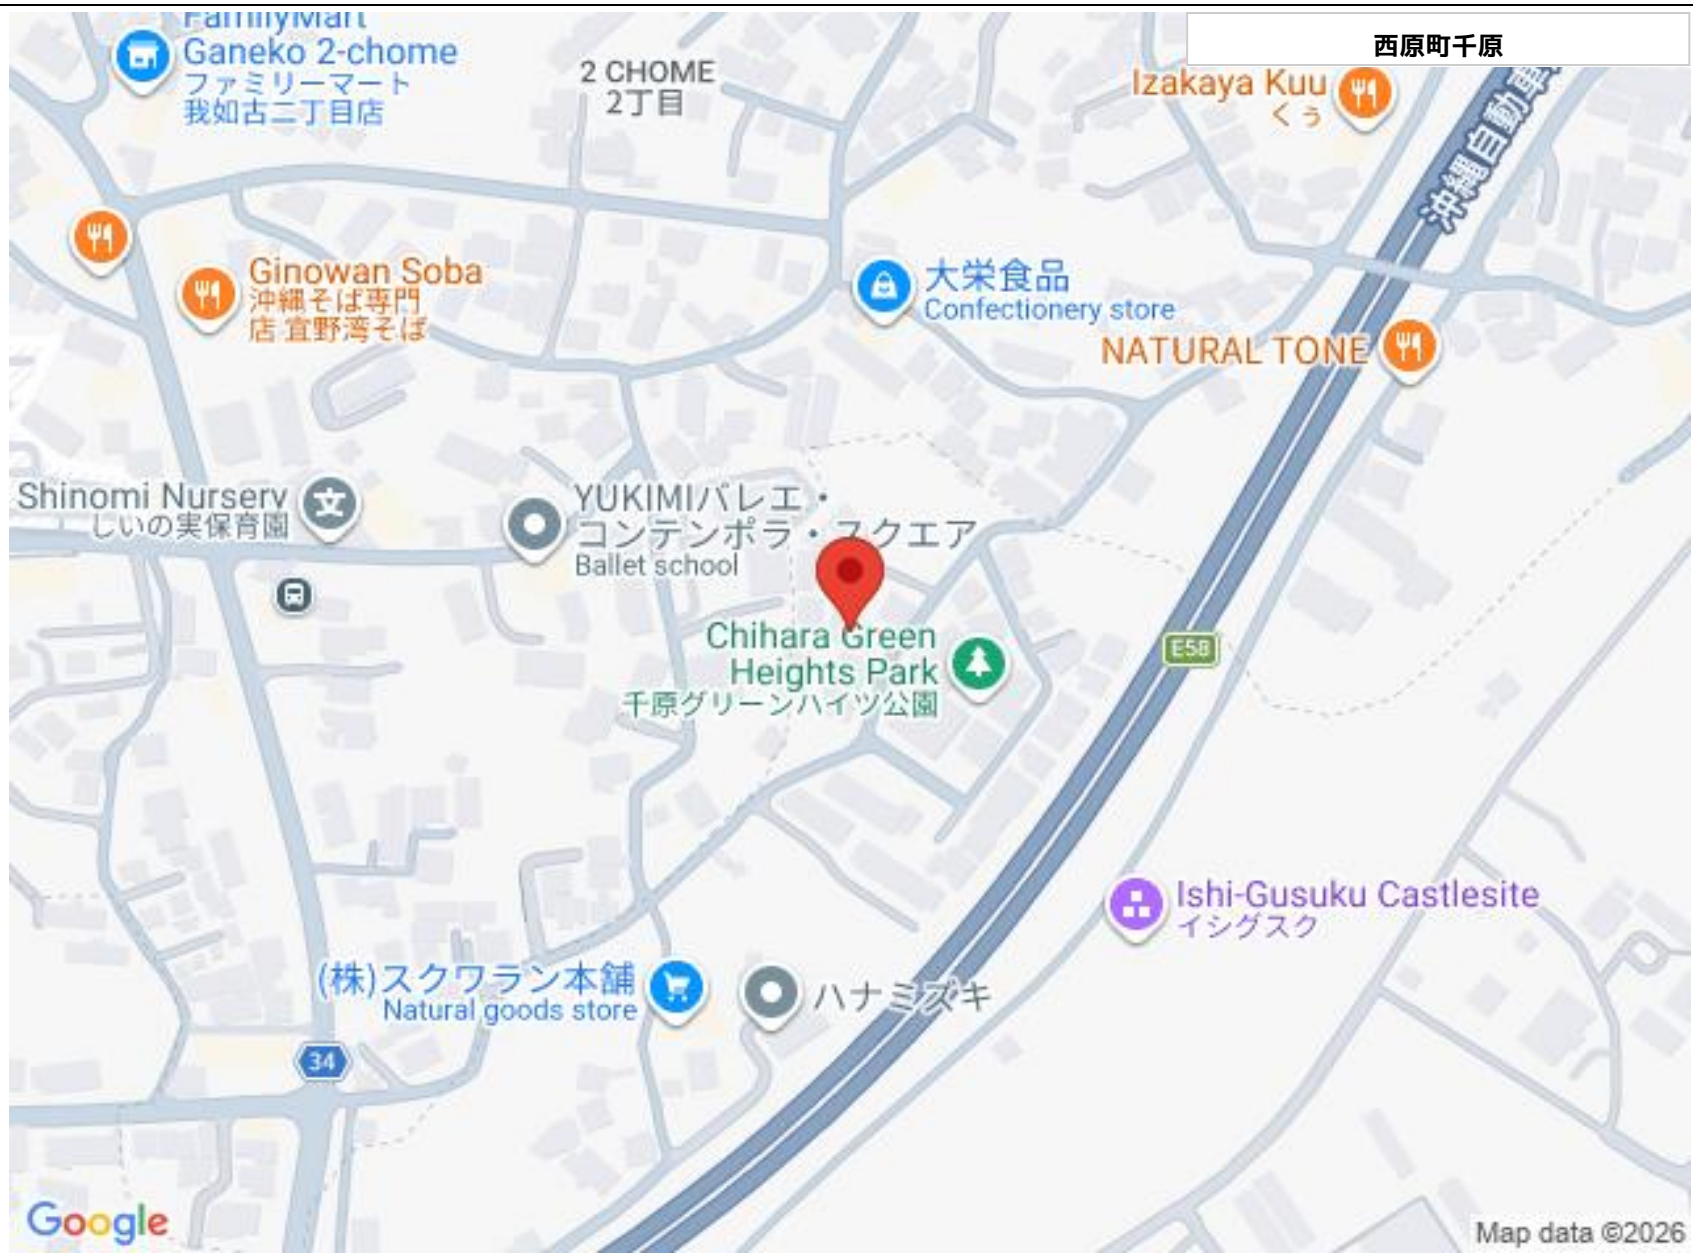 西原町千原
FamilyMart
Ganeko 2-chome
ファミリーマート
我如古二丁目店
2 CHOME
2丁目
Izakaya Kuu
くぅ
沖縄自動車
Ginowan Soba
沖縄そば専門
店 宜野湾そば
大栄食品
Confectionery store
NATURAL TONE
Shinomi Nursery
しいの実保育園
YUKIMIバレエ・
コンテンポラ・スクエア
Ballet school
Chihara Green
Heights Park
千原グリーンハイツ公園
E58
Ishi-Gusuku Castlesite
イシグスク
(株)スクワラン本舗
Natural goods store
ハナミズキ
34
Google
Map data ©2026